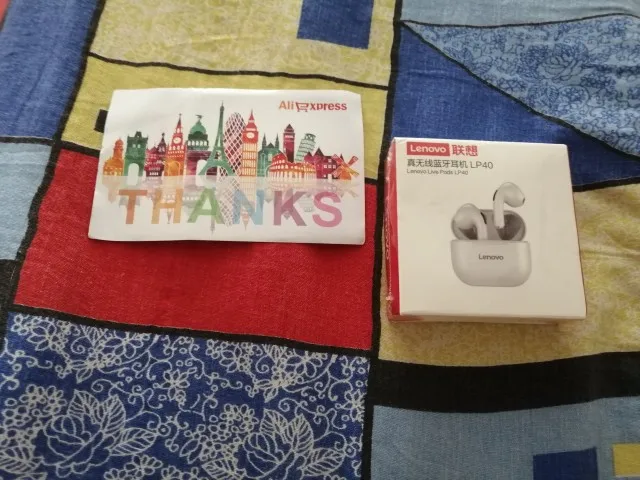 AliExpress
THANKS
Lenovo 联想
真无线蓝牙耳机 LP40
Lenovo Live Pods LP40
Lenovo